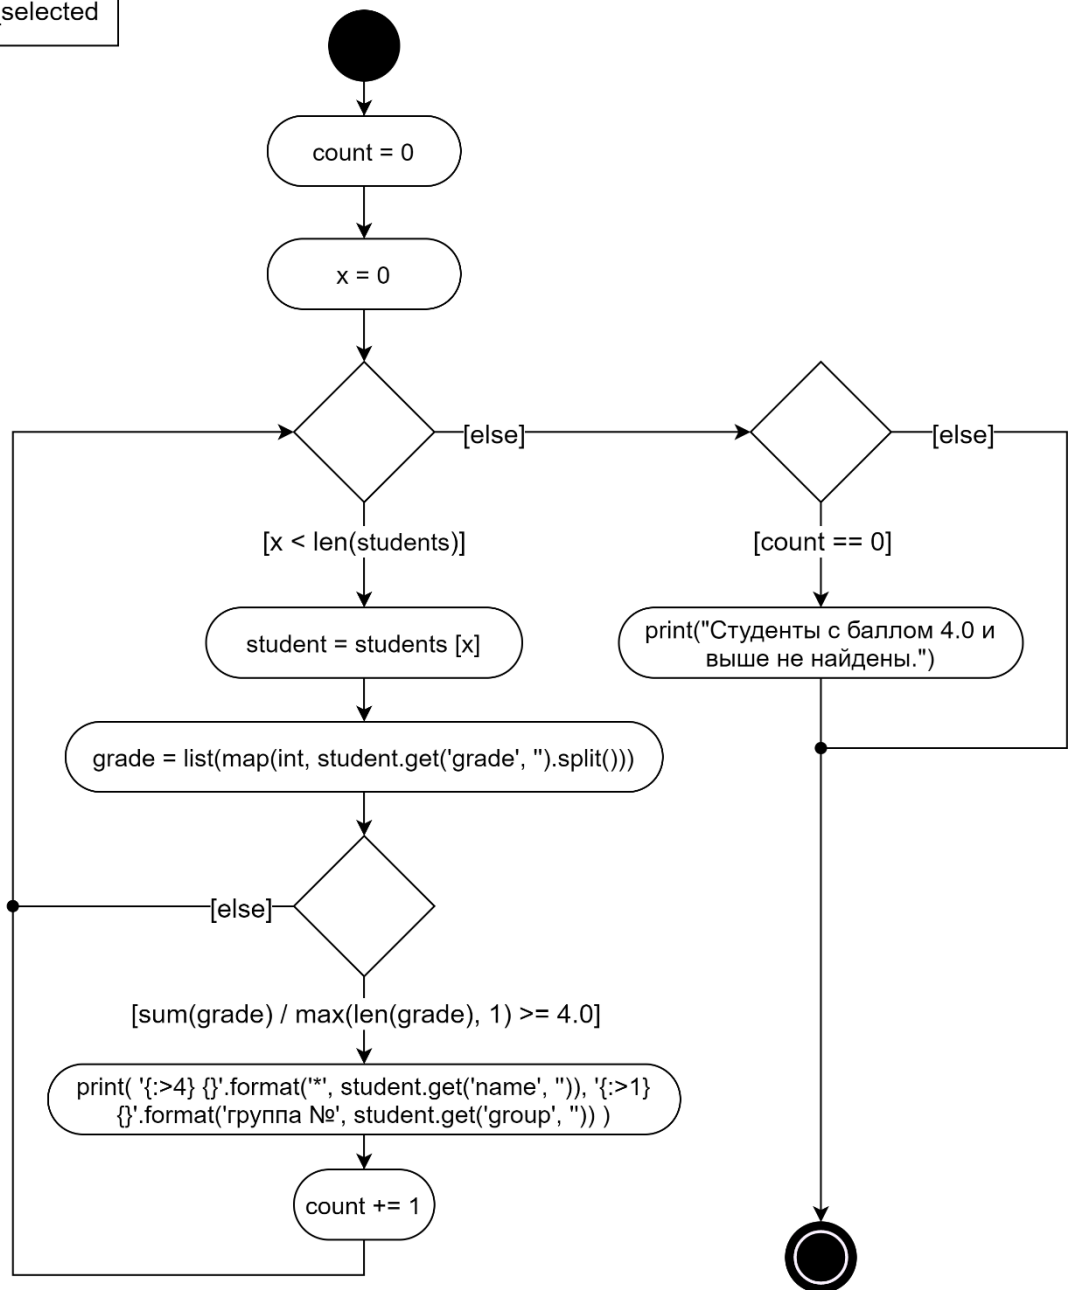 selected
count = 0
x = 0
[else]
[else]
[x < len(students)]
[count == 0]
student = students [x]
print("Студенты с баллом 4.0 и
выше не найдены.")
grade = list(map(int, student.get('grade', '').split()))
[else]
[sum(grade) / max(len(grade), 1) >= 4.0]
print( '{:>4} {}'.format('*', student.get('name', '')), '{:>1}
{}'.format('группа №', student.get('group', '')) )
count += 1